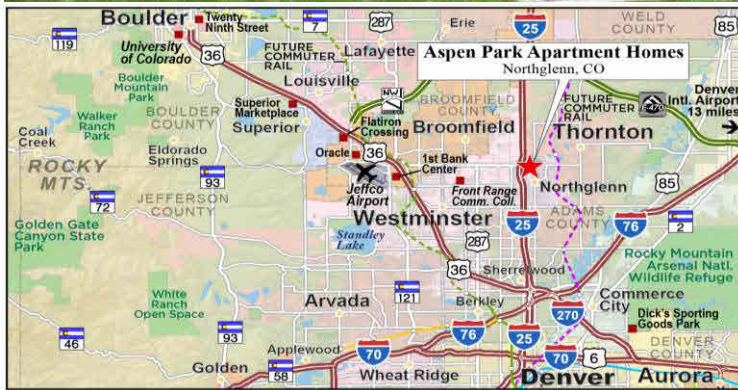 Boulder
Twenty
Ninth Street
7
287
Erie
25
WELD
COUNTY
85
119
University
of Colorado
36
FUTURE
COMMUTER
RAIL
Lafayette
Aspen Park Apartment Homes
Northglenn, CO
Boulder
Mountain
Park
Louisville
NW
BROOMFIELD
COUNTY
FUTURE
COMMUTER
RAIL
E-470
Denver
Intl. Airport
13 miles
Walker
Ranch Park
BOULDER
COUNTY
Superior
Marketplace
Superior
Flatiron
Crossing
Broomfield
Thornton
Coal
Creek
Eldorado
Springs
Oracle
36
1st Bank
Center
ROCKY
MTS.
93
Jeffco
Airport
Front Range
Comm. Coll.
Northglenn
85
72
JEFFERSON
COUNTY
Westminster
25
ADAMS
COUNTY
76
2
Golden Gate
Canyon State
Park
Standley
Lake
287
36
Sherrelwood
Rocky Mountain
Arsenal Natl.
Wildlife Refuge
White
Ranch
Open Space
Arvada
121
Berkley
270
Commerce
City
Dick's Sporting
Goods Park
46
93
Applewood
70
76
25
70
6
DENVER
COUNTY
Golden
58
Wheat Ridge
Denver
Aurora